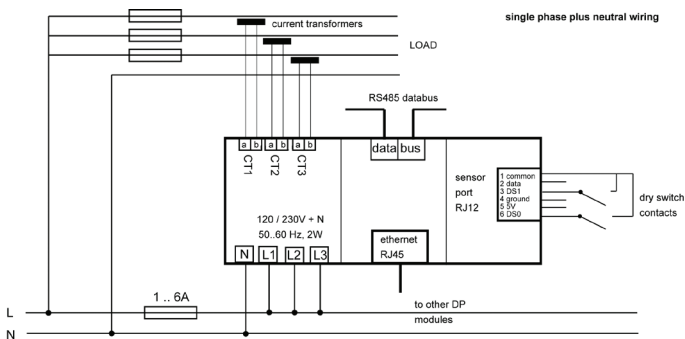 single phase plus neutral wiring
current transformers
LOAD
RS485 databus
a b a b a b
data bus
CT1 CT2 CT3
sensor
port
RJ12
1 common
2 data
3 DS1
4 ground
5 5V
6 DS0
dry switch
contacts
120 / 230V + N
50..60 Hz, 2W
N L1 L2 L3
ethernet
RJ45
1 .. 6A
to other DP
modules
L
N